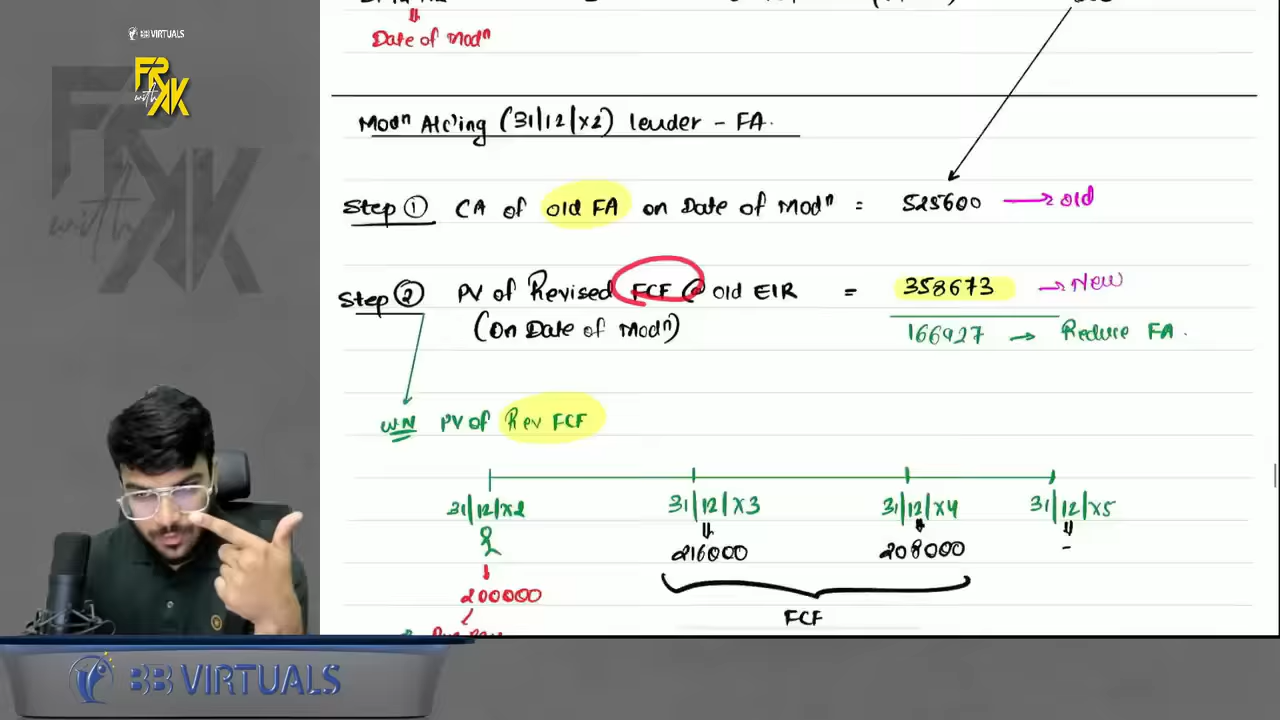 BB VIRTUALS
FR
with
KK
Date of Modⁿ
Modⁿ Alc'ing (31/12/x2) lender - FA.
Step ① CA of old FA on Date of Modⁿ = 525600 → old
Step ② PV of Revised FCF @ old EIR = 358673 → New
(On Date of Modⁿ) 166927 → Reduce FA.
WN PV of Rev FCF
31/12/x2 31/12/x3 31/12/x4 31/12/x5
216000 208000 -
200000
FCF
BB VIRTUALS